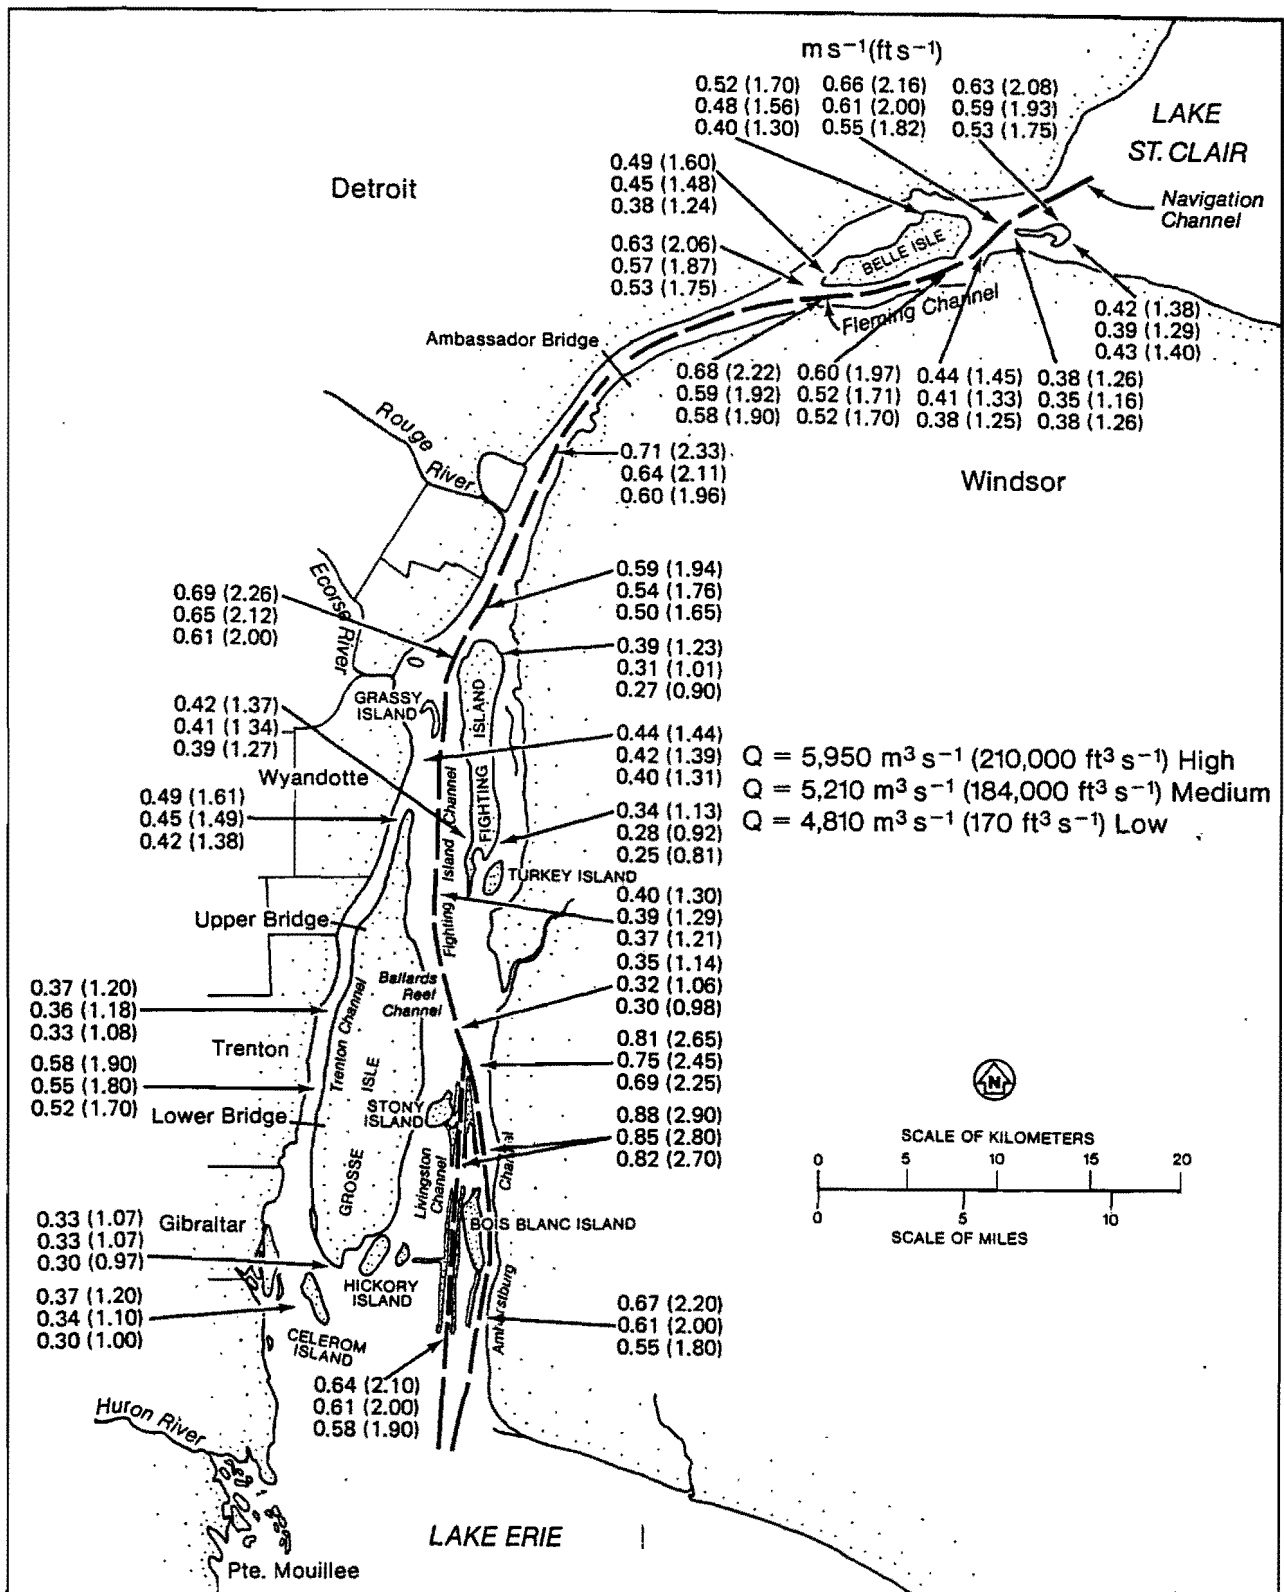 m s⁻¹(ft s⁻¹)
0.52 (1.70) 0.66 (2.16) 0.63 (2.08)
0.48 (1.56) 0.61 (2.00) 0.59 (1.93)
0.40 (1.30) 0.55 (1.82) 0.53 (1.75)
LAKE
ST. CLAIR
Navigation
Channel
Detroit
0.49 (1.60)
0.45 (1.48)
0.38 (1.24)
0.63 (2.06)
0.57 (1.87)
0.53 (1.75)
BELLE ISLE
Fleming Channel
0.42 (1.38)
0.39 (1.29)
0.43 (1.40)
Ambassador Bridge
0.68 (2.22) 0.60 (1.97) 0.44 (1.45) 0.38 (1.26)
0.59 (1.92) 0.52 (1.71) 0.41 (1.33) 0.35 (1.16)
0.58 (1.90) 0.52 (1.70) 0.38 (1.25) 0.38 (1.26)
Rouge
River
0.71 (2.33)
0.64 (2.11)
0.60 (1.96)
Windsor
Ecorse River
0.59 (1.94)
0.54 (1.76)
0.50 (1.65)
0.69 (2.26)
0.65 (2.12)
0.61 (2.00)
0.39 (1.23)
0.31 (1.01)
0.27 (0.90)
GRASSY
ISLAND
FIGHTING ISLAND
0.42 (1.37)
0.41 (1.34)
0.39 (1.27)
0.44 (1.44)
0.42 (1.39)
0.40 (1.31)
Q = 5,950 m³ s⁻¹ (210,000 ft³ s⁻¹) High
Q = 5,210 m³ s⁻¹ (184,000 ft³ s⁻¹) Medium
Q = 4,810 m³ s⁻¹ (170 ft³ s⁻¹) Low
Wyandotte
Fighting Island Channel
0.49 (1.61)
0.45 (1.49)
0.42 (1.38)
0.34 (1.13)
0.28 (0.92)
0.25 (0.81)
TURKEY ISLAND
0.40 (1.30)
0.39 (1.29)
0.37 (1.21)
Upper Bridge
0.35 (1.14)
0.32 (1.06)
0.30 (0.98)
Ballards
Reef
Channel
0.37 (1.20)
0.36 (1.18)
0.33 (1.08)
Trenton Channel
Trenton
0.81 (2.65)
0.75 (2.45)
0.69 (2.25)
0.58 (1.90)
0.55 (1.80)
0.52 (1.70)
GROSSE ISLE
STONY
ISLAND
Lower Bridge
0.88 (2.90)
0.85 (2.80)
0.82 (2.70)
N
SCALE OF KILOMETERS
0 5 10 15 20
0 5 10
SCALE OF MILES
Livingston
Channel
Amherstburg Channel
BOIS BLANC ISLAND
0.33 (1.07)
0.33 (1.07)
0.30 (0.97)
Gibraltar
HICKORY
ISLAND
0.37 (1.20)
0.34 (1.10)
0.30 (1.00)
CELEROM
ISLAND
0.67 (2.20)
0.61 (2.00)
0.55 (1.80)
0.64 (2.10)
0.61 (2.00)
0.58 (1.90)
Huron River
LAKE ERIE
Pte. Mouillee